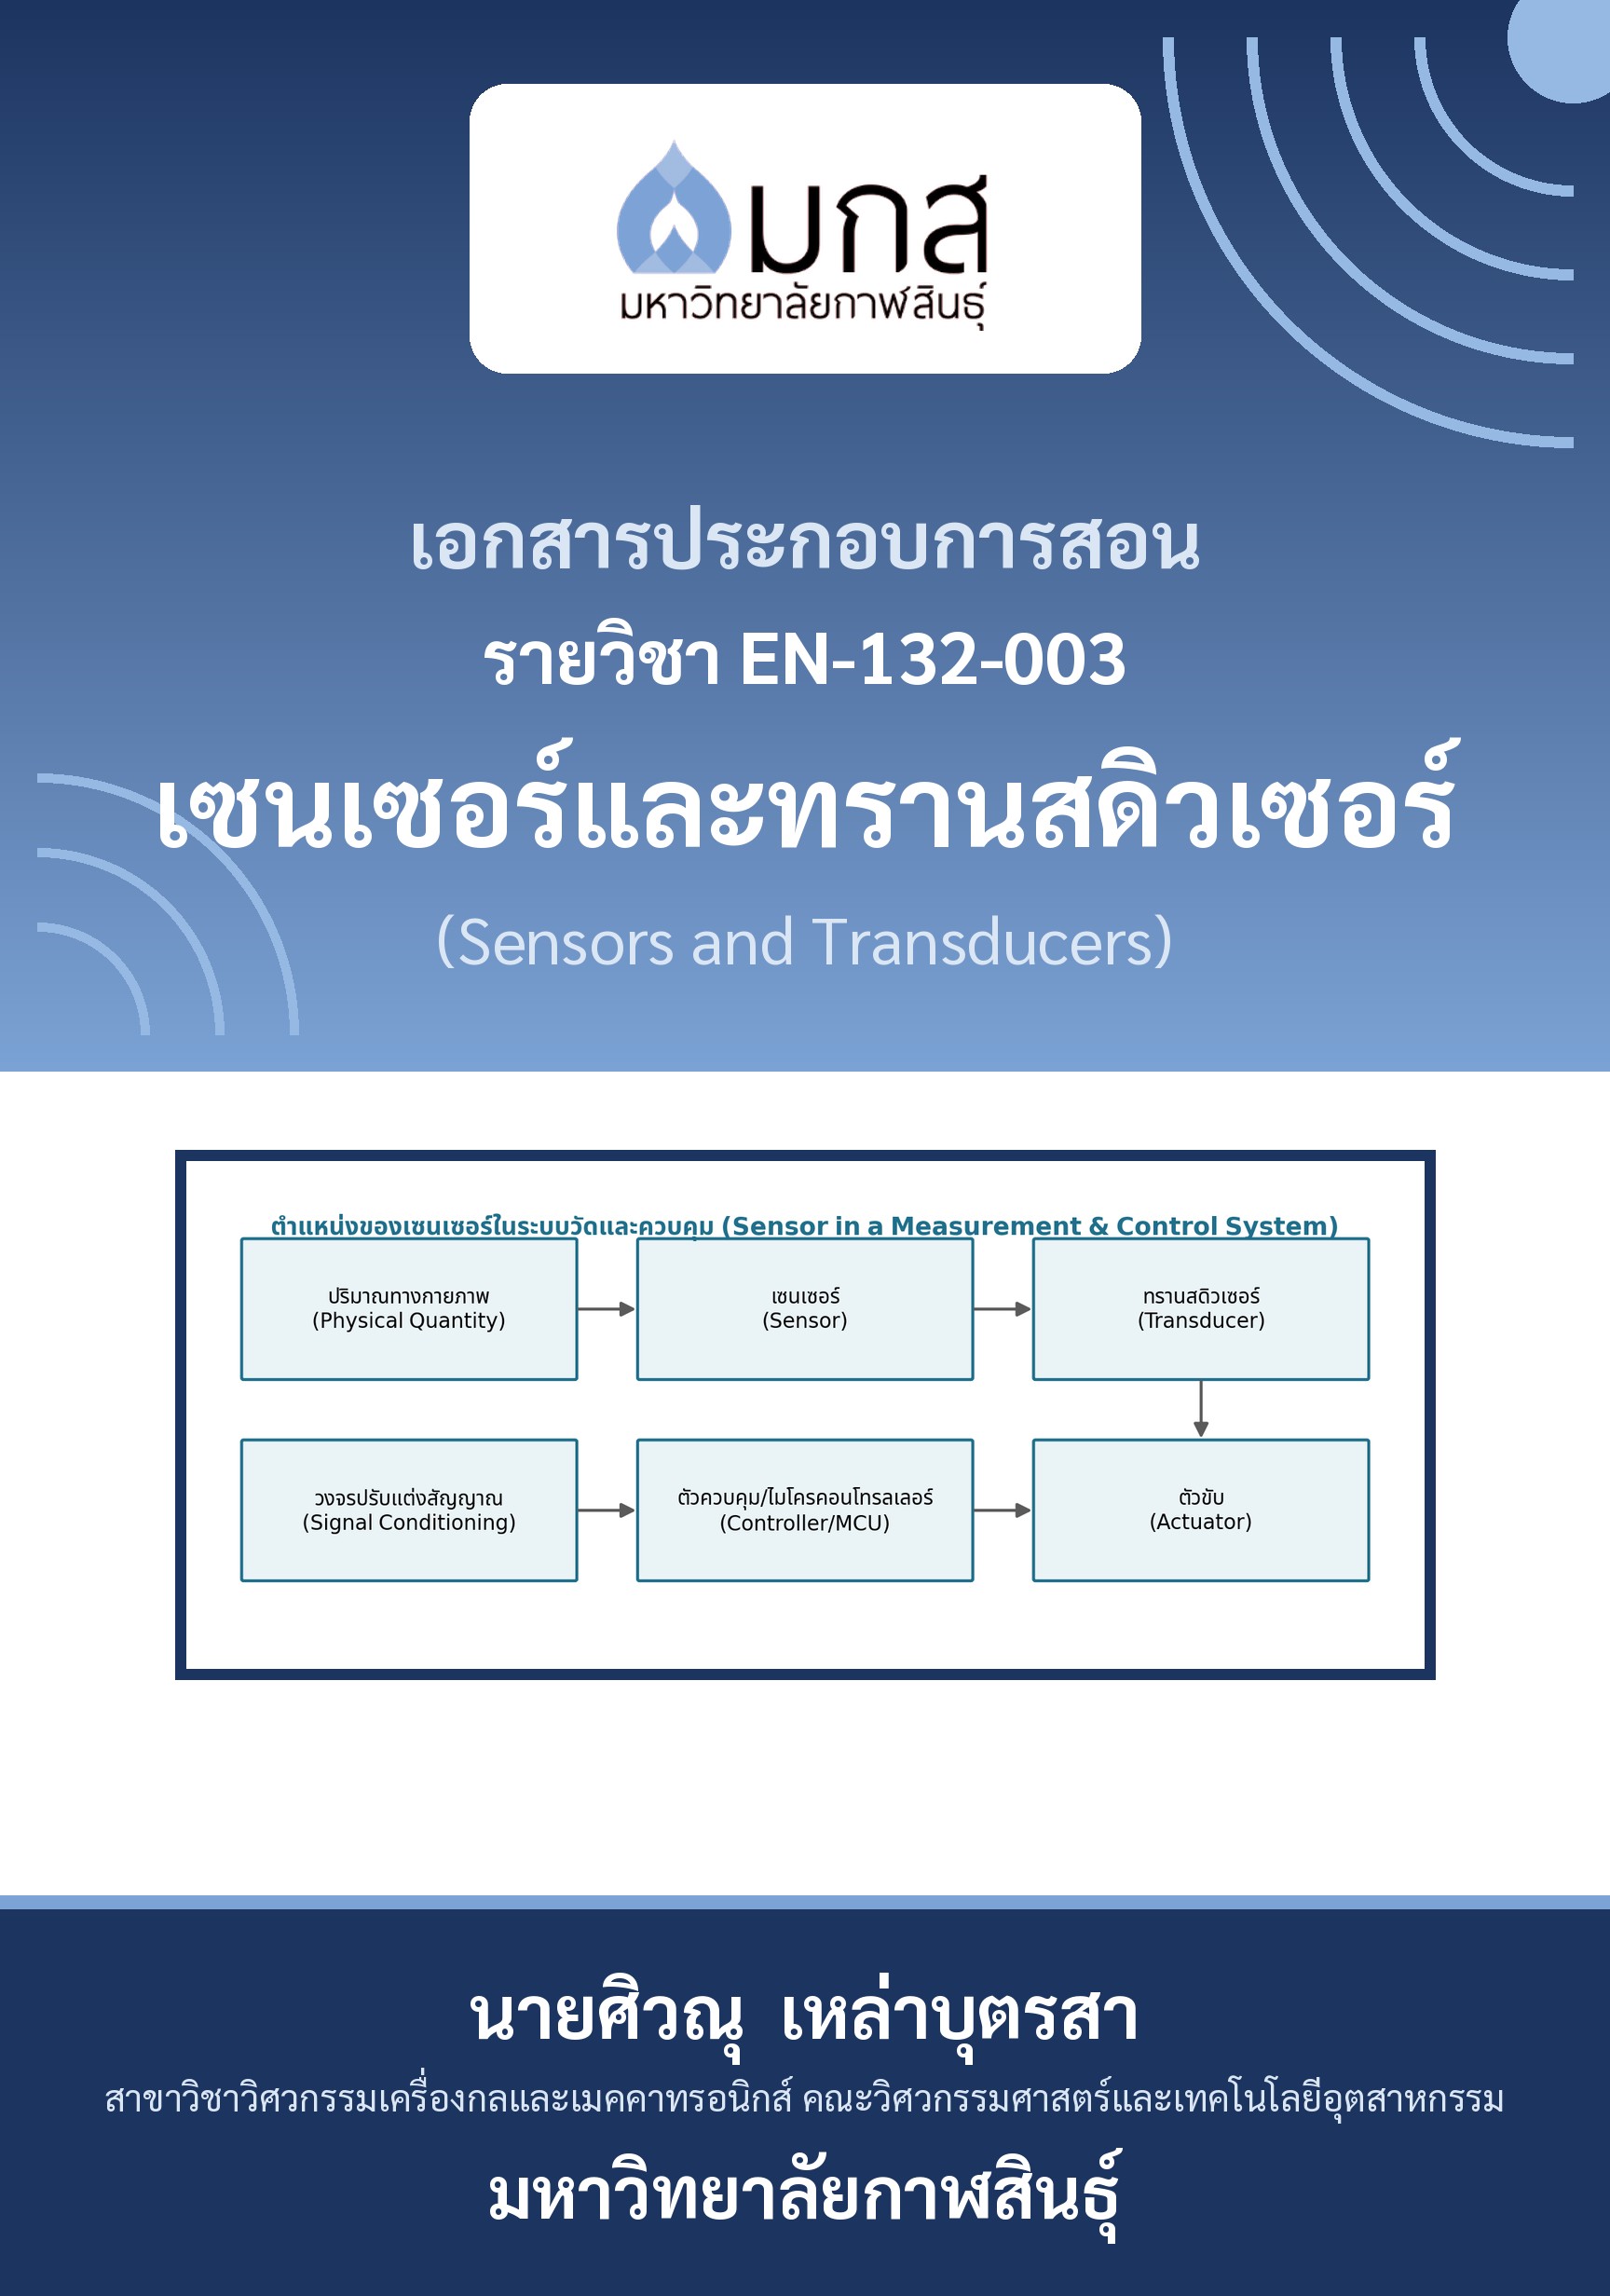 มกส
มหาวิทยาลัยกาฬสินธุ์
เอกสารประกอบการสอน
รายวิชา EN-132-003
เซนเซอร์และทรานสดิวเซอร์
(Sensors and Transducers)
ตำแหน่งของเซนเซอร์ในระบบวัดและควบคุม (Sensor in a Measurement & Control System)
ปริมาณทางกายภาพ
(Physical Quantity)
เซนเซอร์
(Sensor)
ทรานสดิวเซอร์
(Transducer)
วงจรปรับแต่งสัญญาณ
(Signal Conditioning)
ตัวควบคุม/ไมโครคอนโทรลเลอร์
(Controller/MCU)
ตัวขับ
(Actuator)
นายศิวณุ เหล่าบุตรสา
สาขาวิชาวิศวกรรมเครื่องกลและเมคคาทรอนิกส์ คณะวิศวกรรมศาสตร์และเทคโนโลยีอุตสาหกรรม
มหาวิทยาลัยกาฬสินธุ์